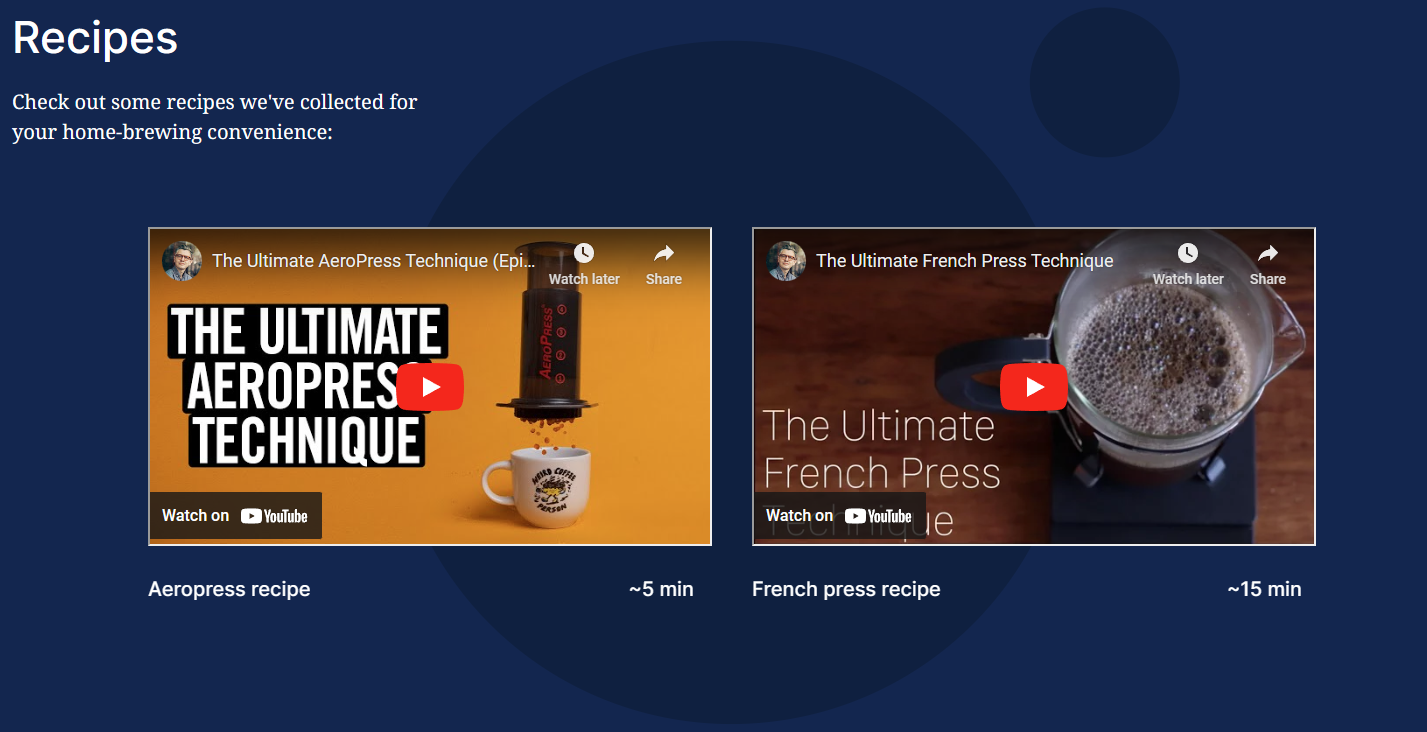 Recipes
Check out some recipes we've collected for
your home-brewing convenience:
The Ultimate AeroPress Technique (Epi...
Watch later
Share
THE ULTIMATE
AEROPRESS
TECHNIQUE
AEROPRESS
WEIRD COFFEE
PERSON
Watch on YouTube
The Ultimate French Press Technique
Watch later
Share
The Ultimate
French Press
Technique
Watch on YouTube
Aeropress recipe
~5 min
French press recipe
~15 min